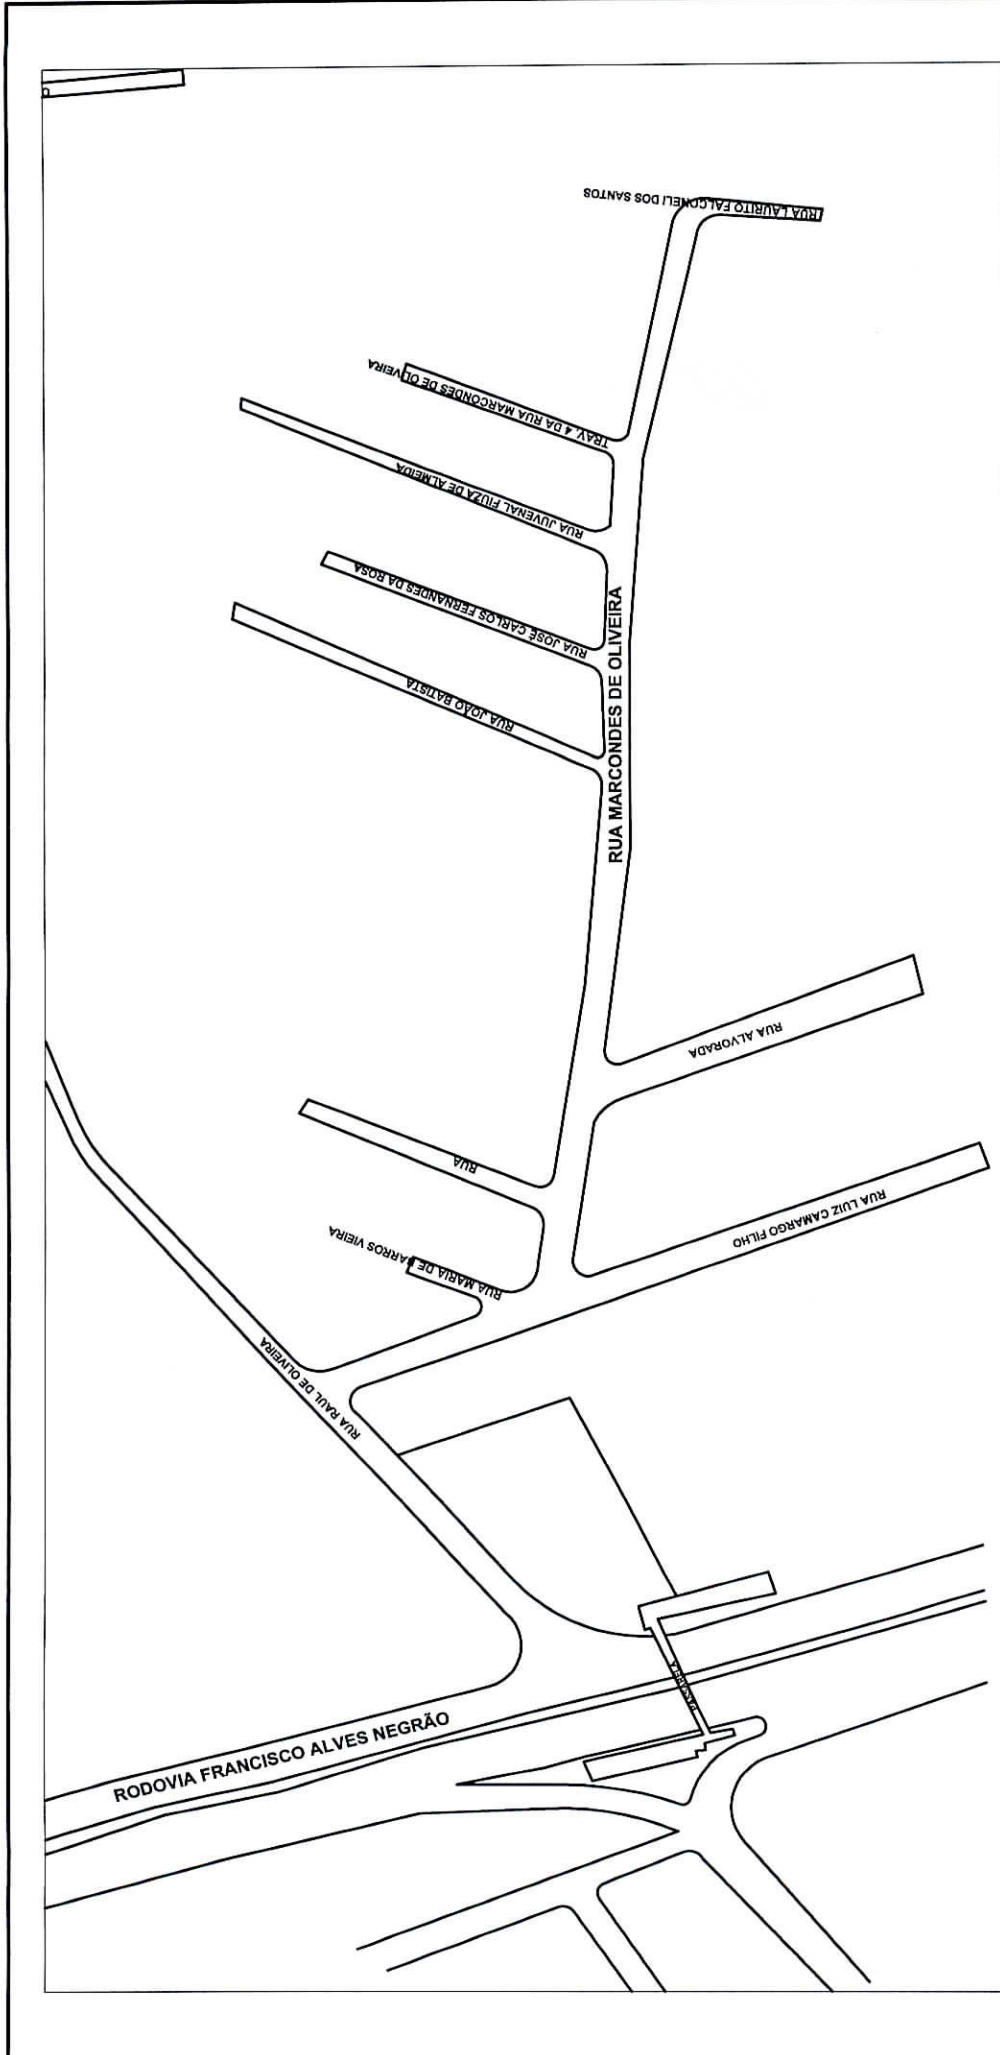 RUA LAURITO FALCONELI DOS SANTOS
TRAV. 4 DA RUA MARCONDES DE OLIVEIRA
RUA JUVENAL FIUZA DE ALMEIDA
RUA JOSÉ CARLOS FERNANDES DA ROSA
RUA JOÃO BATISTA
RUA MARCONDES DE OLIVEIRA
RUA ALVORADA
RUA
RUA LUIZ CAMARGO FILHO
RUA MARIA DE BARROS VIEIRA
RUA RAUL DE OLIVEIRA
PASSARELA
RODOVIA FRANCISCO ALVES NEGRÃO